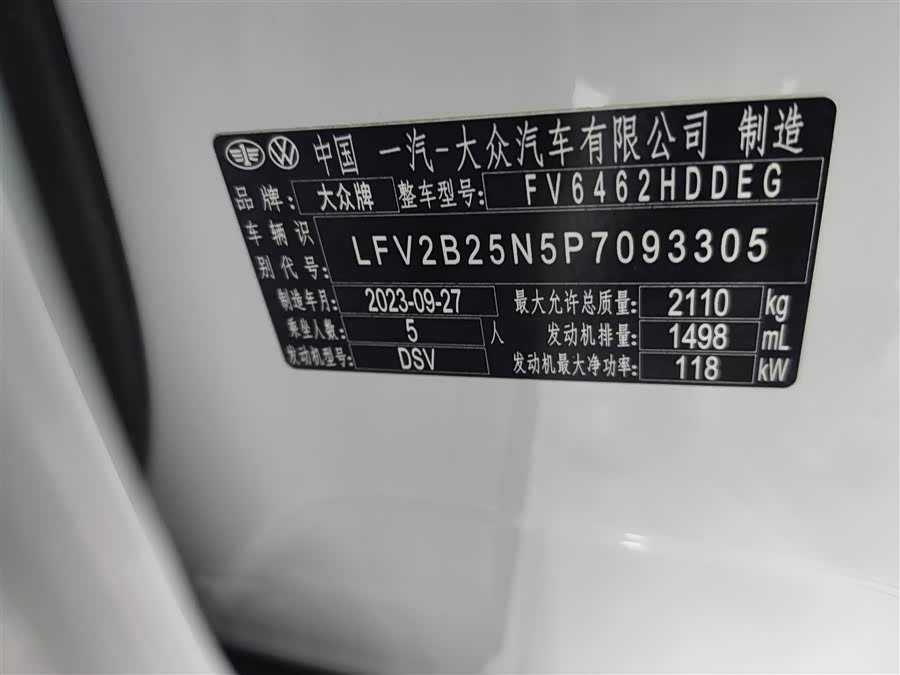 中国 一汽-大众汽车有限公司 制造
品牌: 大众牌 整车型号: FV6462HDDEG
车辆识
别代号: LFV2B25N5P7093305
制造年月: 2023-09-27 最大允许总质量: 2110 kg
乘坐人数: 5 人 发动机排量: 1498 mL
发动机型号: DSV 发动机最大净功率: 118 kW